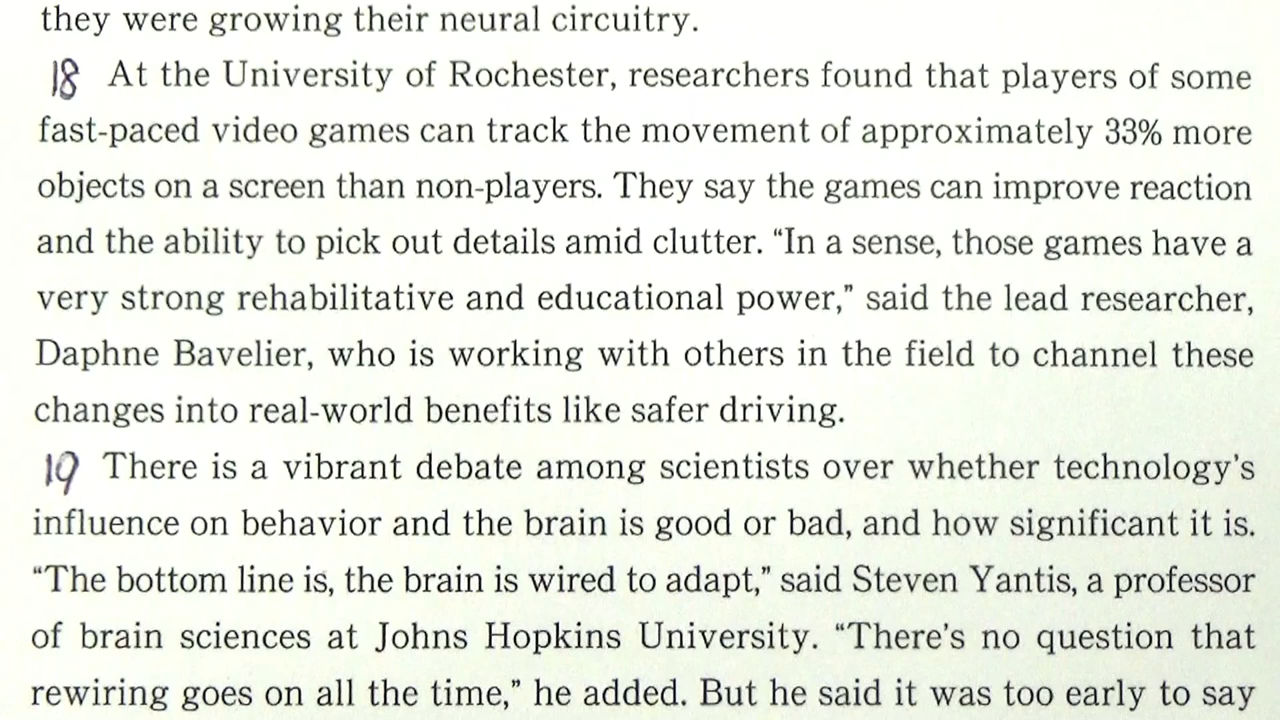 they were growing their neural circuitry.
18 At the University of Rochester, researchers found that players of some
fast-paced video games can track the movement of approximately 33% more
objects on a screen than non-players. They say the games can improve reaction
and the ability to pick out details amid clutter. “In a sense, those games have a
very strong rehabilitative and educational power,” said the lead researcher,
Daphne Bavelier, who is working with others in the field to channel these
changes into real-world benefits like safer driving.
19 There is a vibrant debate among scientists over whether technology’s
influence on behavior and the brain is good or bad, and how significant it is.
“The bottom line is, the brain is wired to adapt,” said Steven Yantis, a professor
of brain sciences at Johns Hopkins University. “There’s no question that
rewiring goes on all the time,” he added. But he said it was too early to say